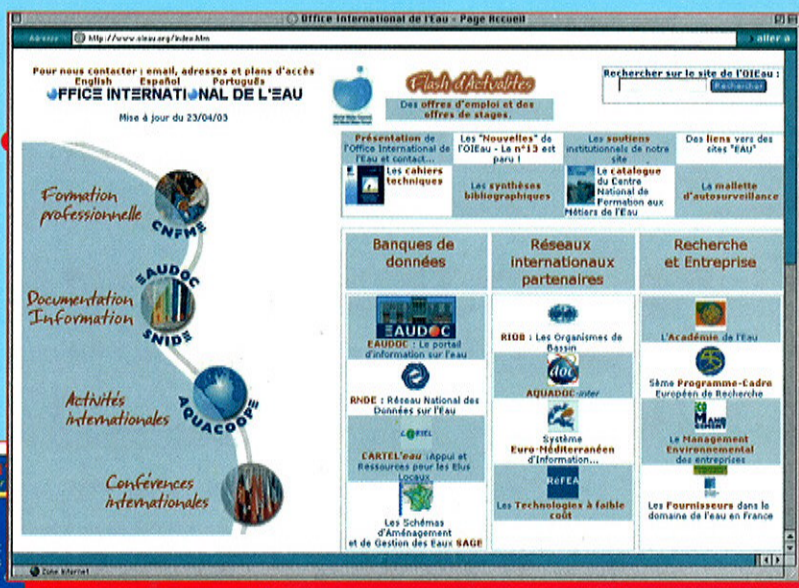 Office International de l'Eau - Page Accueil
Adresse
http://www.oieau.org/index.htm
aller à
Pour nous contacter : email, adresses et plans d'accès
English Español Português
OFFICE INTERNATIONAL DE L'EAU
Mise à jour du 23/04/03
Flash d'Actualités
Des offres d'emploi et des
offres de stages.
Rechercher sur le site de l'OIEau :
Rechercher
Présentation de
l'Office International de
l'Eau et contact...
Les "Nouvelles" de
l'OIEau - Le n°13 est
paru !
Les soutiens
institutionnels de notre
site
Des liens vers des
sites "EAU"
Les cahiers
techniques
Les synthèses
bibliographiques
Le catalogue
du Centre
National de
Formation aux
Métiers de l'Eau
La mallette
d'autosurveillance
Formation
professionnelle
CNFME
Documentation
Information
EAUDOC
SNIDE
Activités
internationales
AQUACOOPE
Conférences
internationales
Banques de
données
EAUDOC
EAUDOC : Le portail
d'information sur l'eau
RNDE : Réseau National des
Données sur l'Eau
C@RTEL
CARTEL'eau :Appui et
Ressources pour les Elus
Locaux
Les Schémas
d'Aménagement
et de Gestion des Eaux SAGE
Réseaux
internationaux
partenaires
RIOB : Les Organismes de
Bassin
doc
AQUADOC-inter
Système
Euro-Méditerranéen
d'Information...
RéFEA
Les Technologies à faible
coût
Recherche
et Entreprise
L'Académie de l'Eau
5ème Programme-Cadre
Européen de Recherche
Le Management
Environnemental
des entreprises
Les Fournisseurs dans le
domaine de l'eau en France
Zone Internet